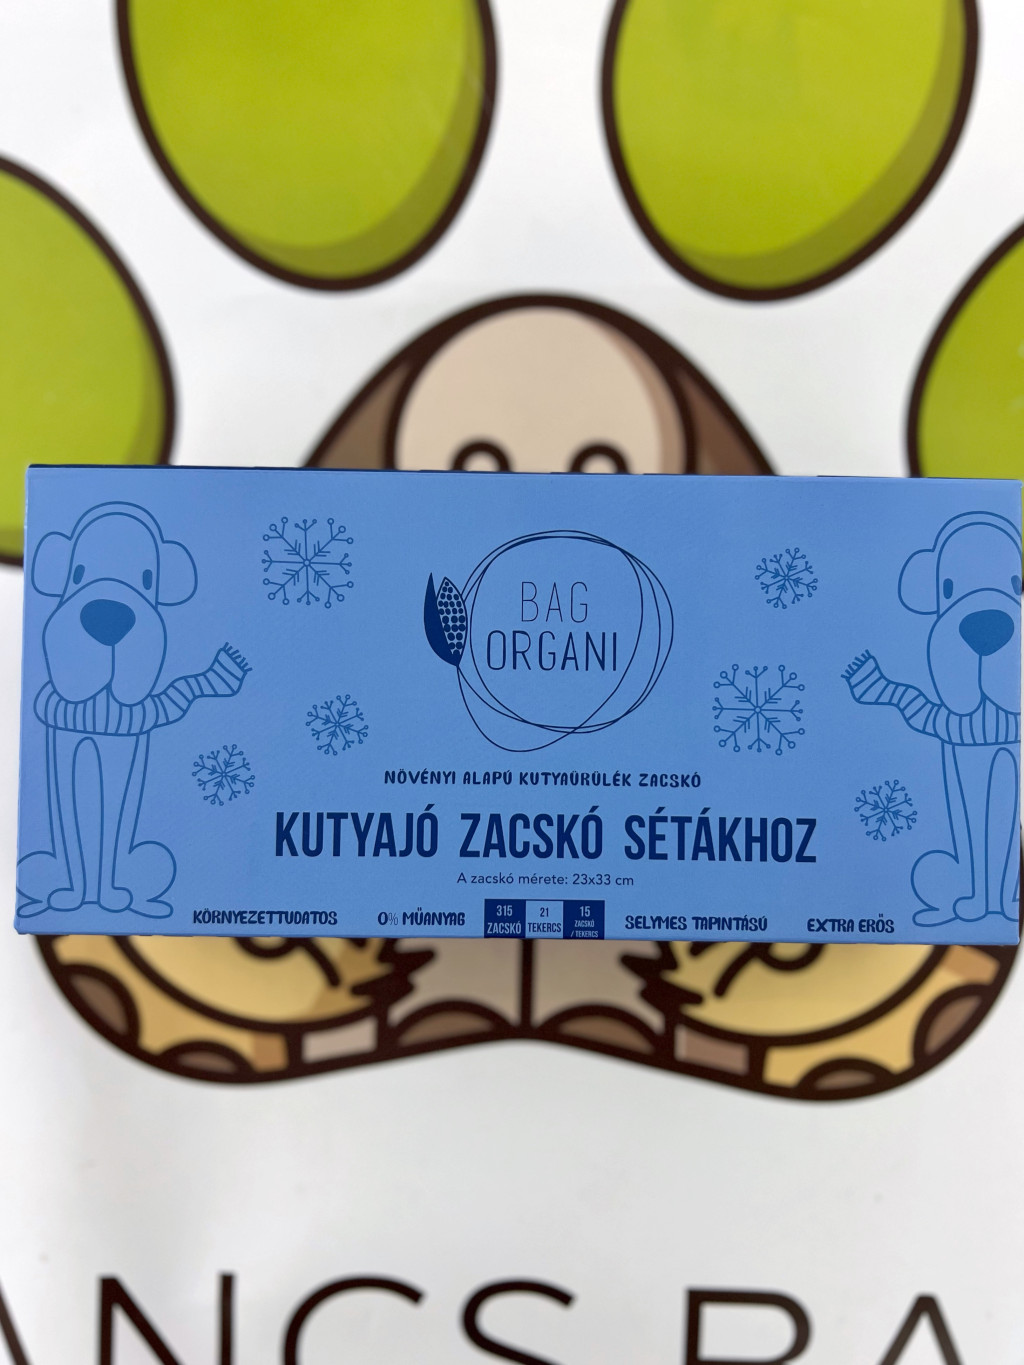 BAG
ORGANI
NÖVÉNYI ALAPÚ KUTYAÜRÜLÉK ZACSKÓ
KUTYAJÓ ZACSKÓ SÉTÁKHOZ
A zacskó mérete: 23x33 cm
KÖRNYEZETTUDATOS
0% MŰANYAG
315
ZACSKÓ
21
TEKERCS
15
ZACSKÓ
/ TEKERCS
SELYMES TAPINTÁSÚ
EXTRA ERŐS